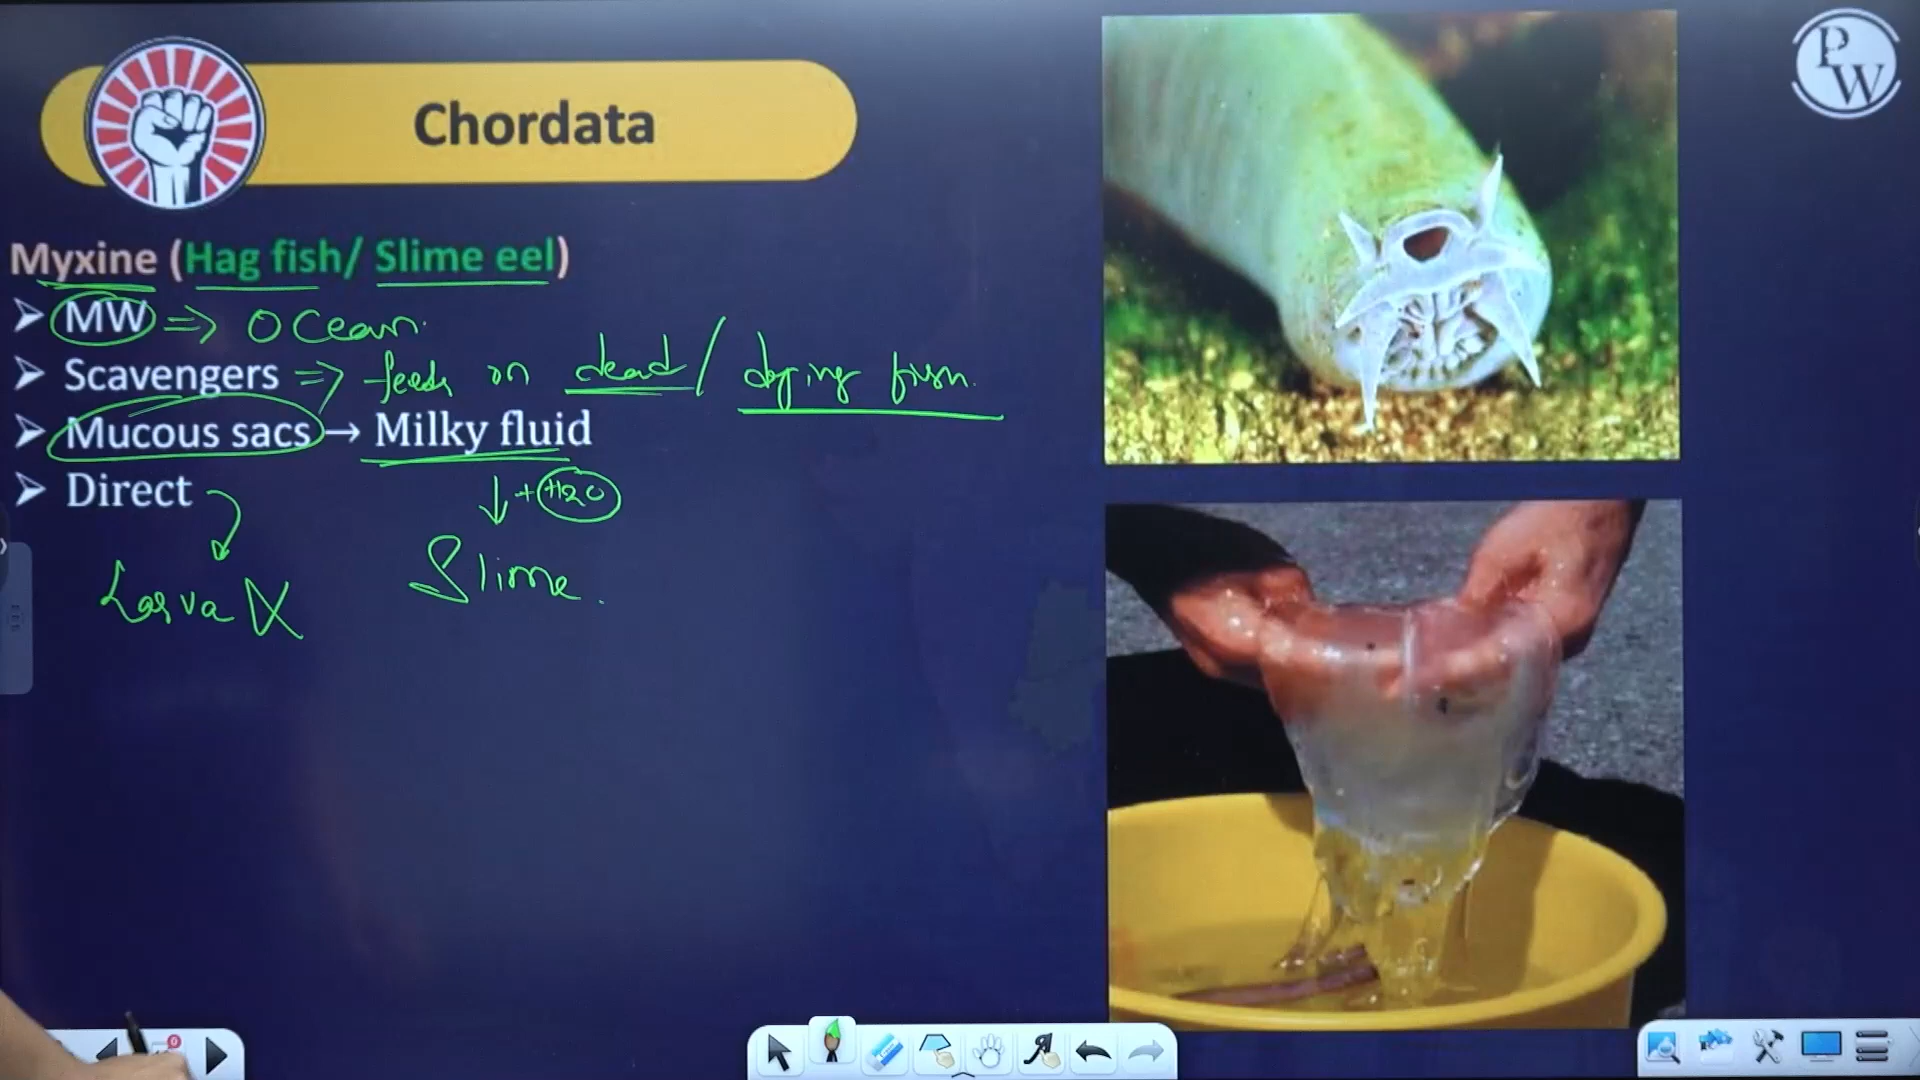 Chordata
PW
Myxine (Hag fish/ Slime eel)
➤ MW ⇒ Ocean.
➤ Scavengers ⇒ feeds on dead / dying fish.
➤ Mucous sacs → Milky fluid
➤ Direct
↓ + H2O
Larva X
Slime.